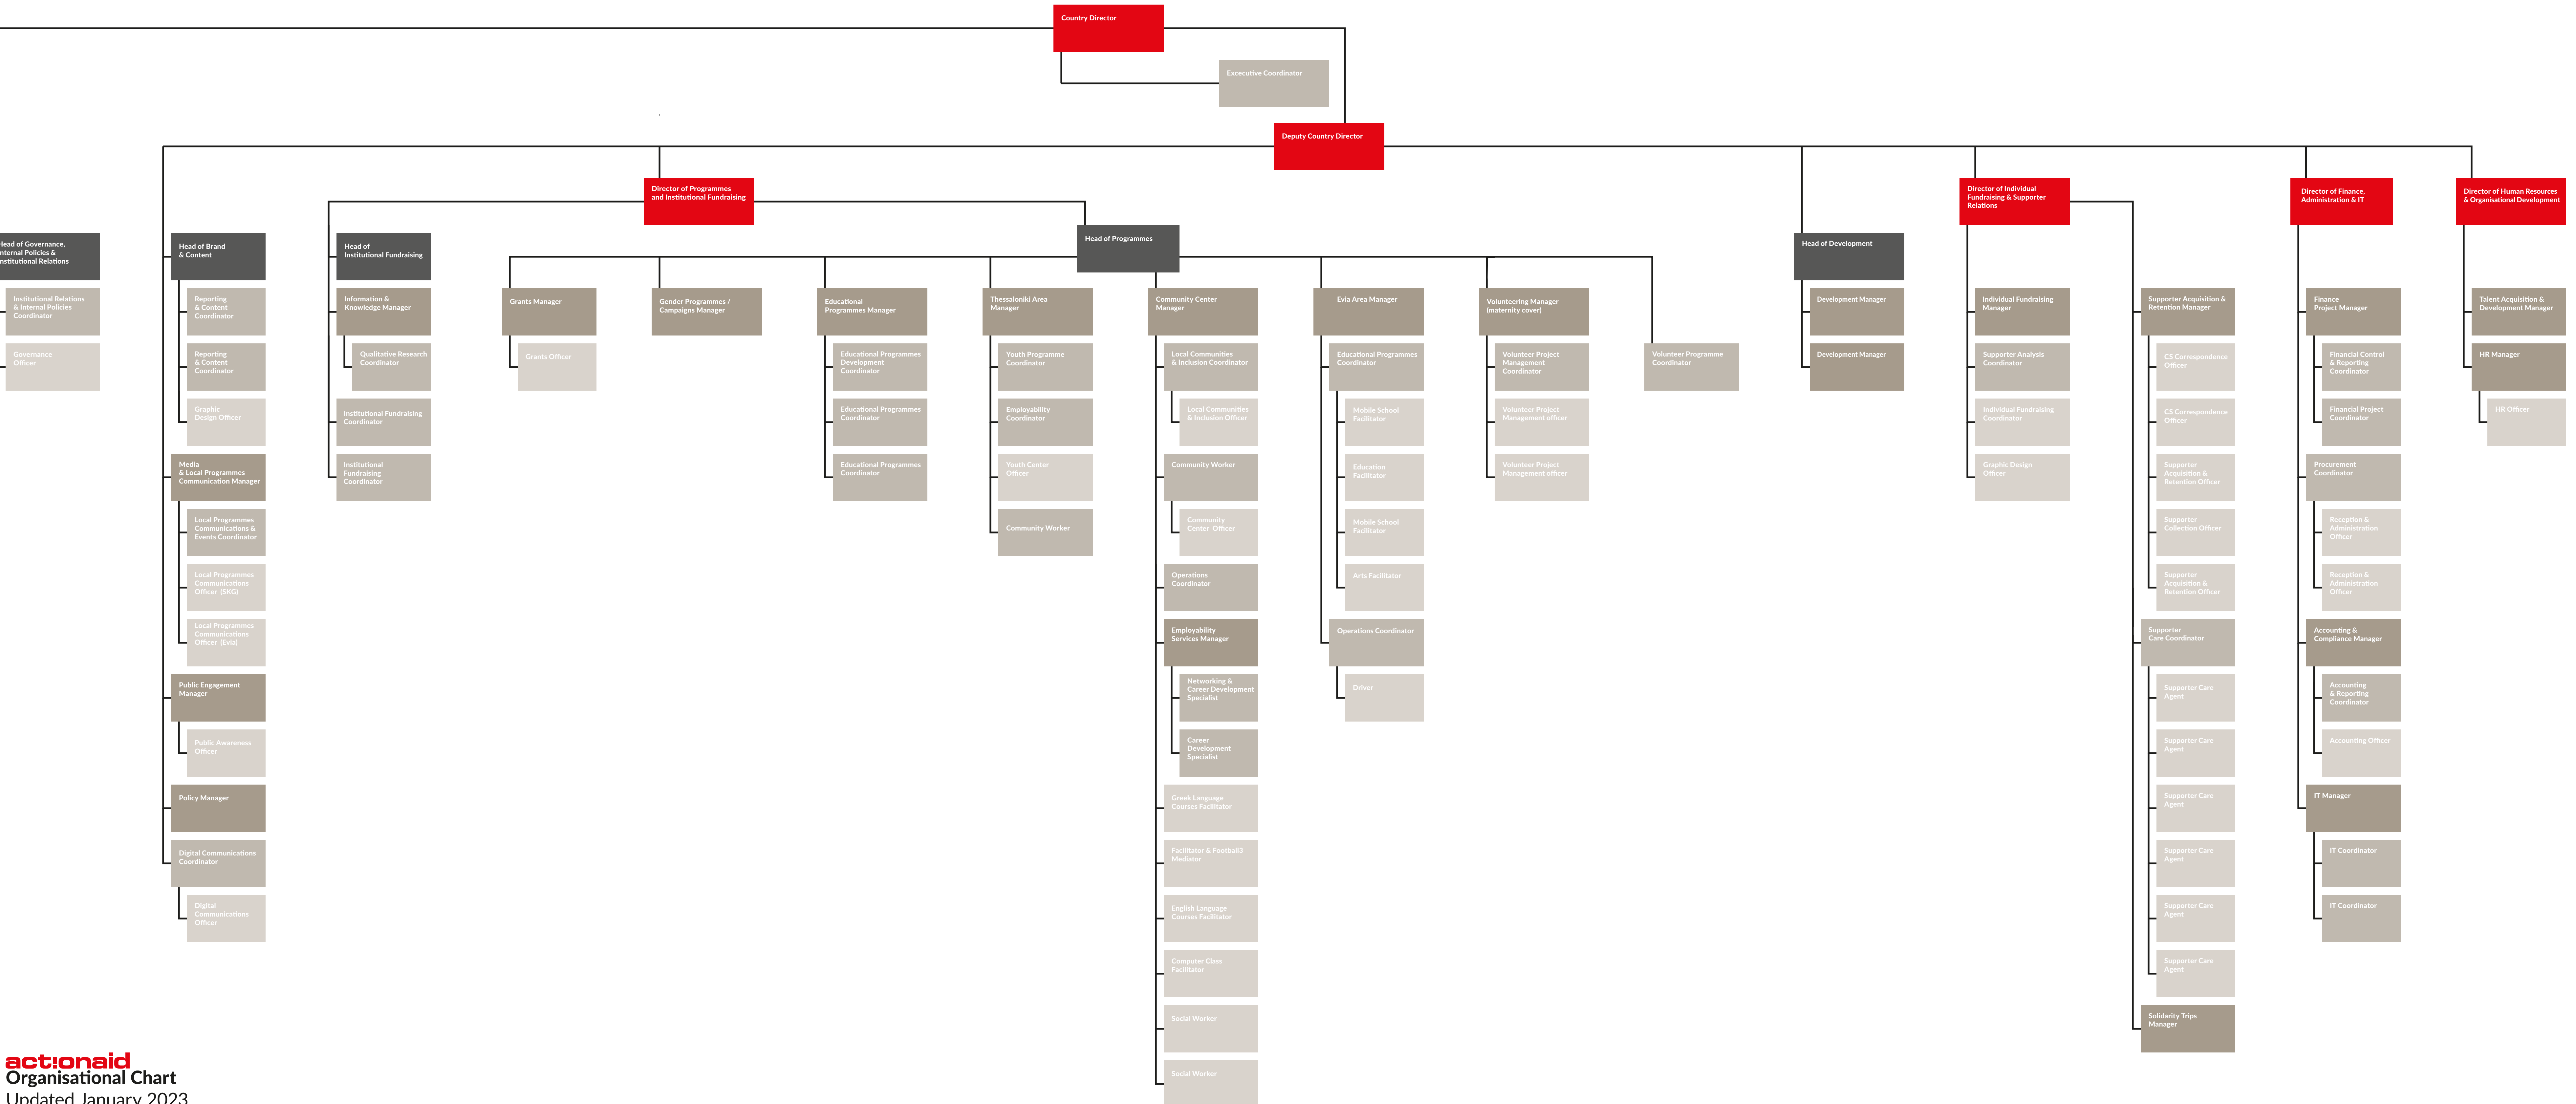 Country Director
Excecutive Coordinator
Deputy Country Director
Director of Programmes
and Institutional Fundraising
Director of Individual
Fundraising & Supporter
Relations
Director of Finance,
Administration & IT
Director of Human Resources
& Organisational Development
Head of Programmes
Head of Governance,
Internal Policies &
Institutional Relations
Institutional Relations
& Internal Policies
Coordinator
Governance
Officer
Head of Brand
& Content
Reporting
& Content
Coordinator
Reporting
& Content
Coordinator
Graphic
Design Officer
Media
& Local Programmes
Communication Manager
Local Programmes
Communications &
Events Coordinator
Local Programmes
Communications
Officer (SKG)
Local Programmes
Communications
Officer (Evia)
Public Engagement
Manager
Public Awareness
Officer
Policy Manager
Digital Communications
Coordinator
Digital
Communications
Officer
Head of
Institutional Fundraising
Information &
Knowledge Manager
Qualitative Research
Coordinator
Institutional Fundraising
Coordinator
Institutional
Fundraising
Coordinator
Grants Manager
Grants Officer
Gender Programmes /
Campaigns Manager
Educational
Programmes Manager
Educational Programmes
Development
Coordinator
Educational Programmes
Coordinator
Educational Programmes
Coordinator
Thessaloniki Area
Manager
Youth Programme
Coordinator
Employability
Coordinator
Youth Center
Officer
Community Worker
Community Center
Manager
Local Communities
& Inclusion Coordinator
Local Communities
& Inclusion Officer
Community Worker
Community
Center Officer
Operations
Coordinator
Employability
Services Manager
Networking &
Career Development
Specialist
Career
Development
Specialist
Greek Language
Courses Facilitator
Facilitator & Football3
Mediator
English Language
Courses Facilitator
Computer Class
Facilitator
Social Worker
Social Worker
Evia Area Manager
Educational Programmes
Coordinator
Mobile School
Facilitator
Education
Facilitator
Mobile School
Facilitator
Arts Facilitator
Operations Coordinator
Driver
Volunteering Manager
(maternity cover)
Volunteer Project
Management
Coordinator
Volunteer Project
Management officer
Volunteer Project
Management officer
Volunteer Programme
Coordinator
Head of Development
Development Manager
Development Manager
Individual Fundraising
Manager
Supporter Analysis
Coordinator
Individual Fundraising
Coordinator
Graphic Design
Officer
Supporter Acquisition &
Retention Manager
CS Correspondence
Officer
CS Correspondence
Officer
Supporter
Acquisition &
Retention Officer
Supporter
Collection Officer
Supporter
Acquisition &
Retention Officer
Supporter
Care Coordinator
Supporter Care
Agent
Supporter Care
Agent
Supporter Care
Agent
Supporter Care
Agent
Supporter Care
Agent
Supporter Care
Agent
Solidarity Trips
Manager
Finance
Project Manager
Financial Control
& Reporting
Coordinator
Financial Project
Coordinator
Procurement
Coordinator
Reception &
Administration
Officer
Reception &
Administration
Officer
Accounting &
Compliance Manager
Accounting
& Reporting
Coordinator
Accounting Officer
IT Manager
IT Coordinator
IT Coordinator
Talent Acquisition &
Development Manager
HR Manager
HR Officer
act!onaid
Organisational Chart
Updated January 2023